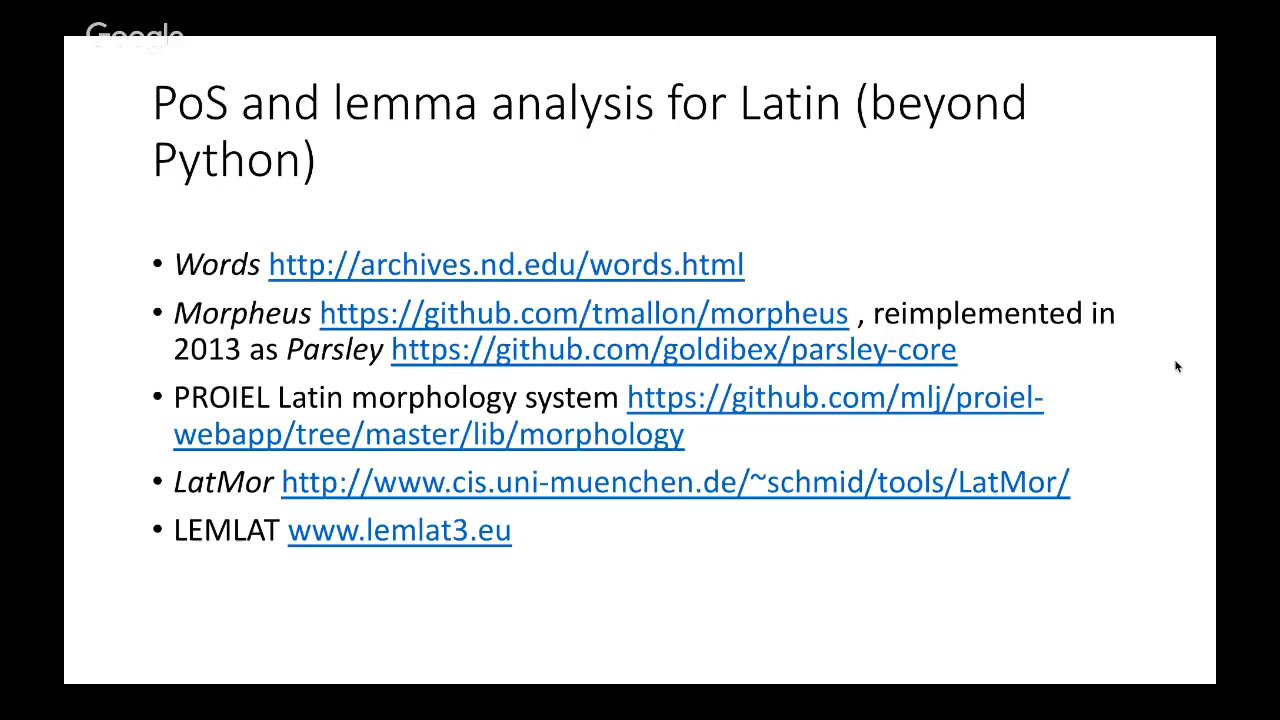 Google
PoS and lemma analysis for Latin (beyond
Python)
• Words http://archives.nd.edu/words.html
• Morpheus https://github.com/tmallon/morpheus , reimplemented in
2013 as Parsley https://github.com/goldibex/parsley-core
• PROIEL Latin morphology system https://github.com/mlj/proiel-
webapp/tree/master/lib/morphology
• LatMor http://www.cis.uni-muenchen.de/~schmid/tools/LatMor/
• LEMLAT www.lemlat3.eu